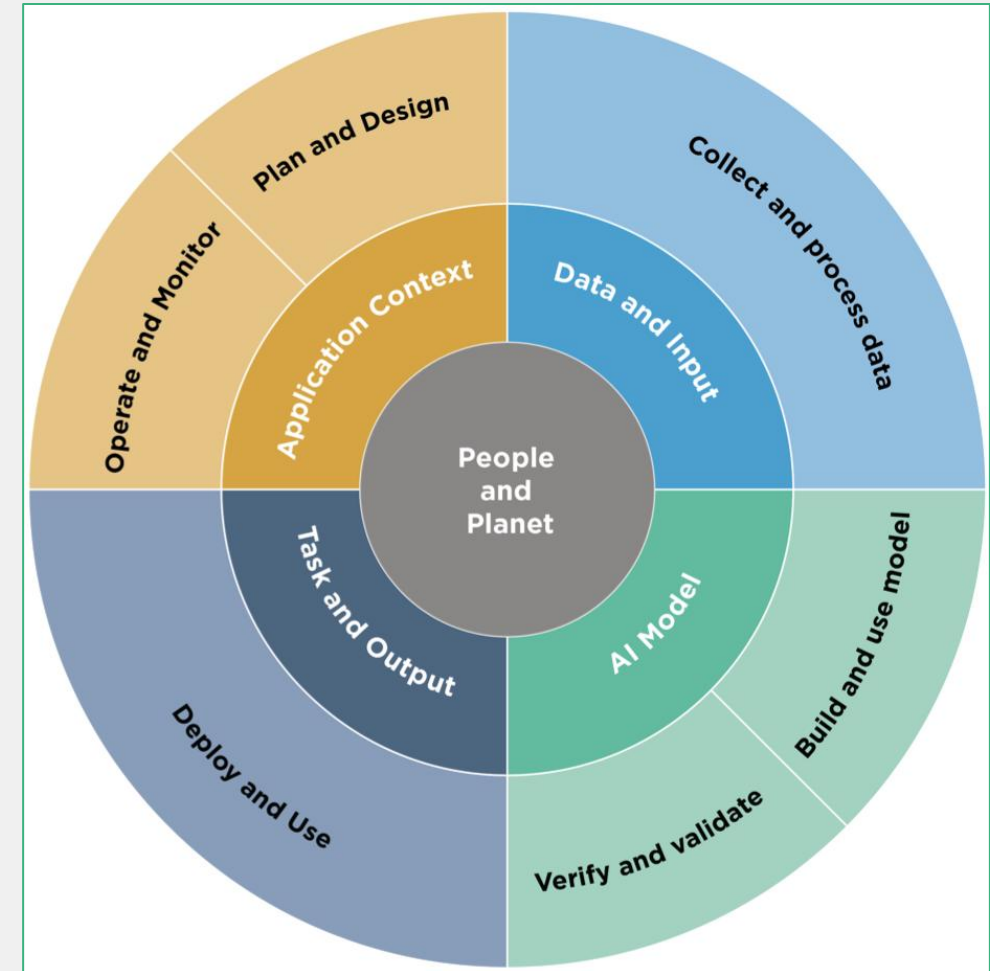 Plan and Design
Collect and process data
Operate and Monitor
Application Context
Data and Input
People
and
Planet
Task and Output
AI Model
Build and use model
Deploy and Use
Verify and validate